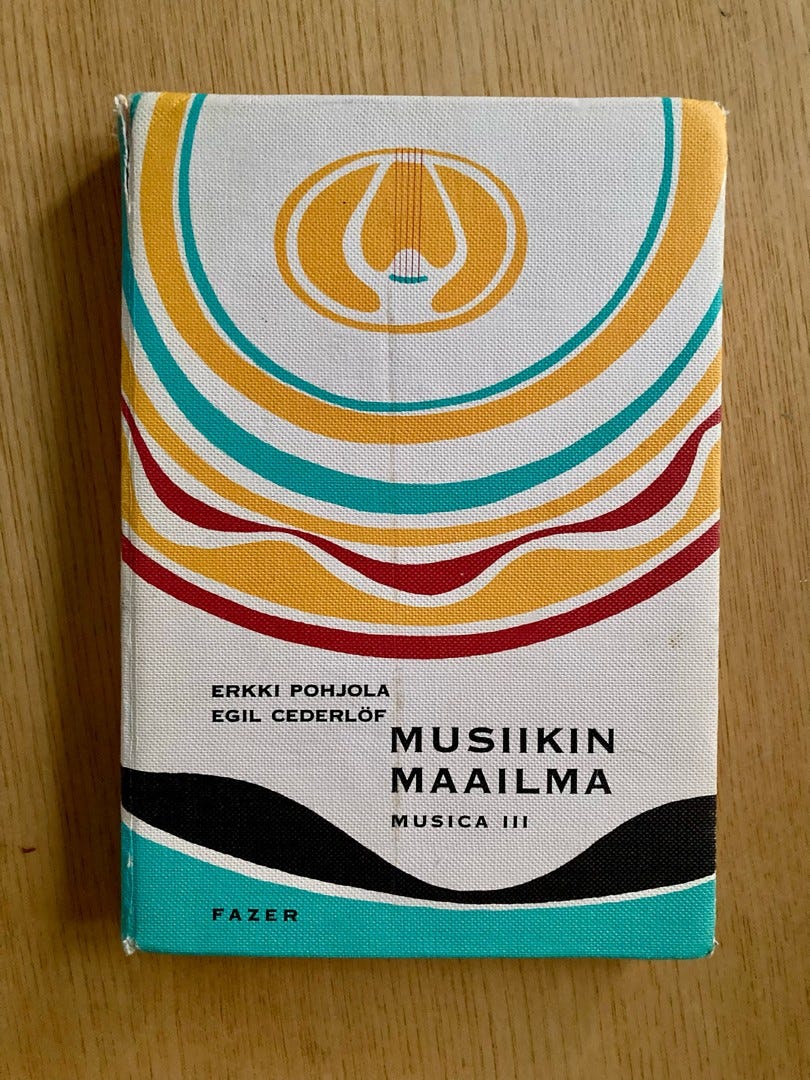 ERKKI POHJOLA
EGIL CEDERLÖF
MUSIIKIN
MAAILMA
MUSICA III
FAZER